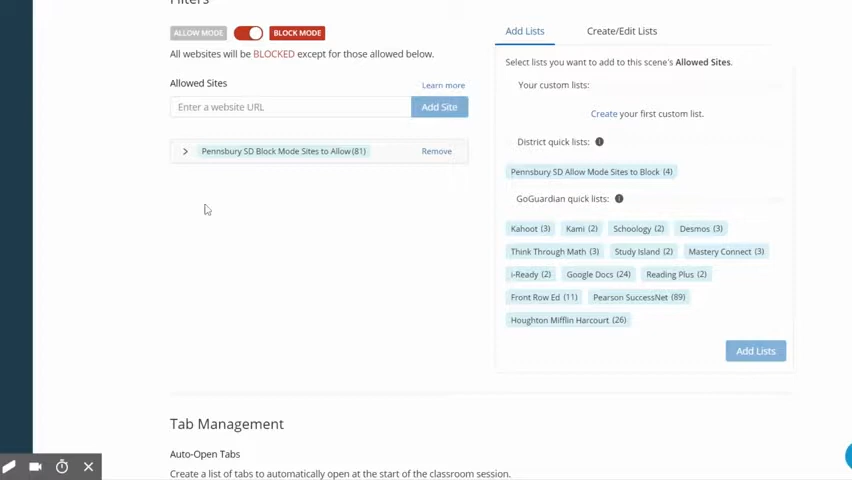 Filters
ALLOW MODE BLOCK MODE
All websites will be BLOCKED except for those allowed below.
Allowed Sites
Learn more
Enter a website URL
Add Site
Pennsbury SD Block Mode Sites to Allow (81)
Remove
Add Lists
Create/Edit Lists
Select lists you want to add to this scene's Allowed Sites.
Your custom lists:
Create your first custom list.
District quick lists:
Pennsbury SD Allow Mode Sites to Block (4)
GoGuardian quick lists:
Kahoot (3) Kami (2) Schoology (2) Desmos (3)
Think Through Math (3) Study Island (2) Mastery Connect (3)
i-Ready (2) Google Docs (24) Reading Plus (2)
Front Row Ed (11) Pearson SuccessNet (89)
Houghton Mifflin Harcourt (26)
Add Lists
Tab Management
Auto-Open Tabs
Create a list of tabs to automatically open at the start of the classroom session.